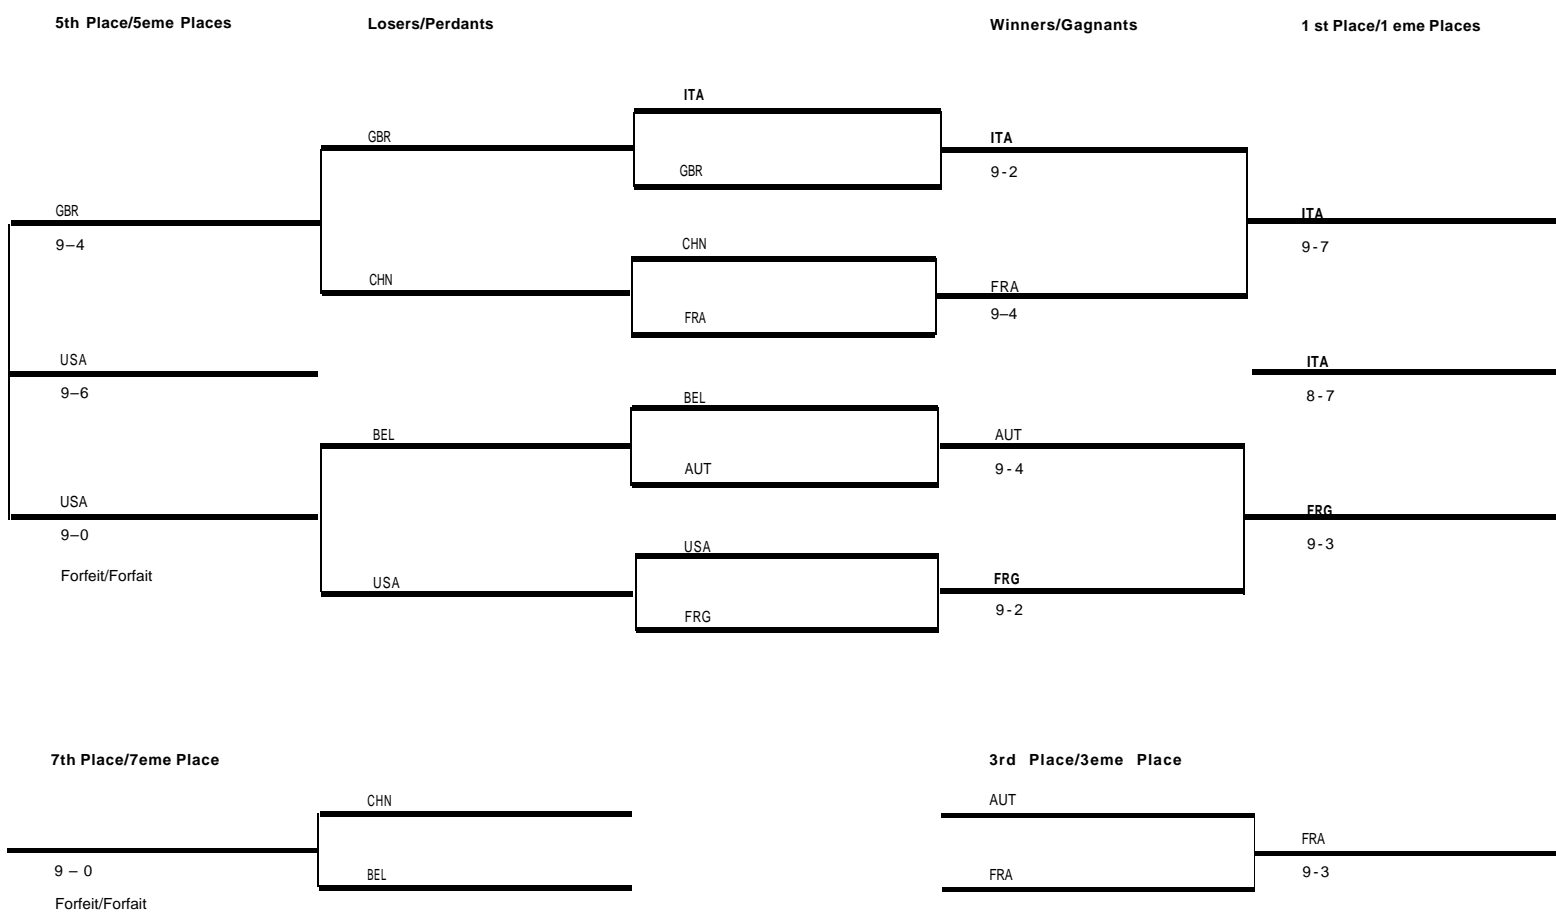 5th Place/5eme Places
Losers/Perdants
Winners/Gagnants
1 st Place/1 eme Places
ITA
GBR
ITA
GBR
9-2
GBR
ITA
9–4
CHN
9-7
CHN
FRA
FRA
9–4
USA
ITA
9–6
BEL
8-7
BEL
AUT
AUT
9-4
USA
FRG
9–0
USA
9-3
Forfeit/Forfait
USA
FRG
FRG
9-2
7th Place/7eme Place
3rd Place/3eme Place
CHN
AUT
FRA
9 – 0
BEL
FRA
9-3
Forfeit/Forfait